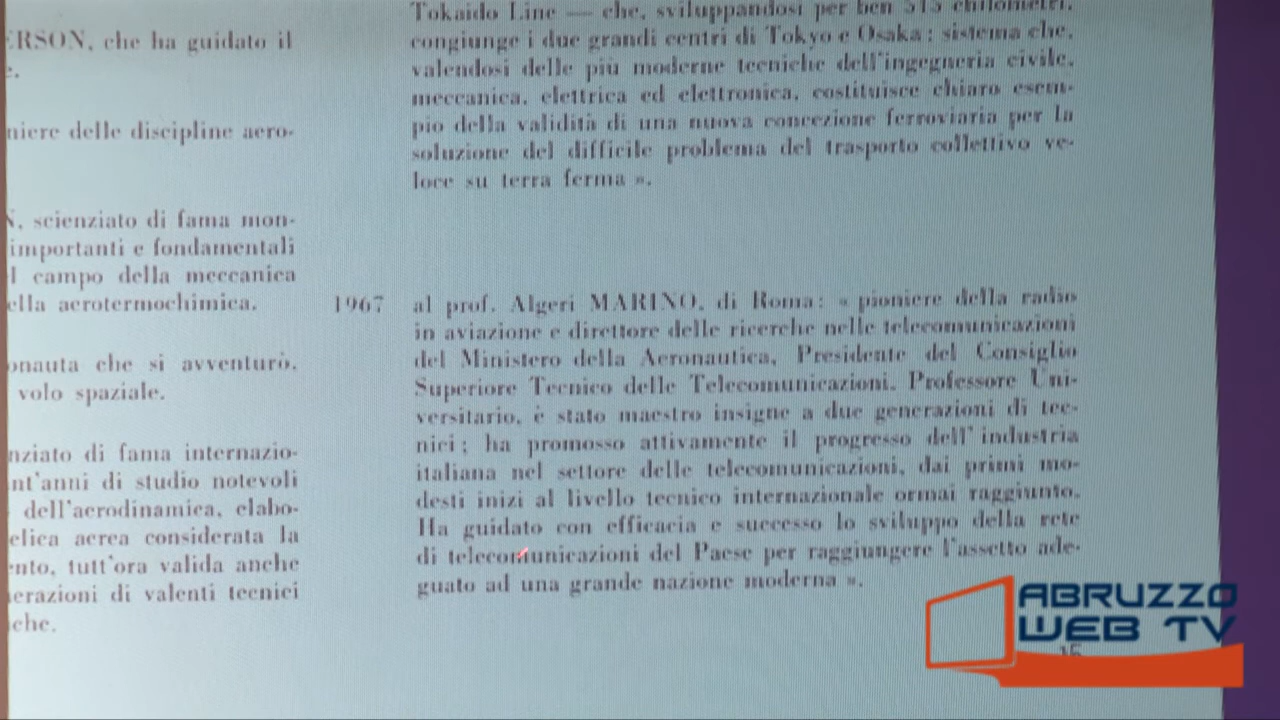 ERSON, che ha guidato il
e.
niere delle discipline aero-
N, scienziato di fama mon-
importanti e fondamentali
l campo della meccanica
ella aerotermochimica.
onauta che si avventurò,
volo spaziale.
nziato di fama internazio-
nt'anni di studio notevoli
dell'aerodinamica, elabo-
elica aerea considerata la
nto, tutt'ora valida anche
erazioni di valenti tecnici
che.
Tokaido Line — che, sviluppandosi per ben 515 chilometri,
congiunge i due grandi centri di Tokyo e Osaka; sistema che,
valendosi delle più moderne tecniche dell'ingegneria civile,
meccanica, elettrica ed elettronica, costituisce chiaro esem-
pio della validità di una nuova concezione ferroviaria per la
soluzione del difficile problema del trasporto collettivo ve-
loce su terra ferma ».
1967 al prof. Algeri MARINO, di Roma: « pioniere della radio
in aviazione e direttore delle ricerche nelle telecomunicazioni
del Ministero della Aeronautica, Presidente del Consiglio
Superiore Tecnico delle Telecomunicazioni, Professore Uni-
versitario, è stato maestro insigne a due generazioni di tec-
nici; ha promosso attivamente il progresso dell'industria
italiana nel settore delle telecomunicazioni, dai primi mo-
desti inizi al livello tecnico internazionale ormai raggiunto.
Ha guidato con efficacia e successo lo sviluppo della rete
di telecomunicazioni del Paese per raggiungere l'assetto ade-
guato ad una grande nazione moderna ».
15
ABRUZZO
WEB TV